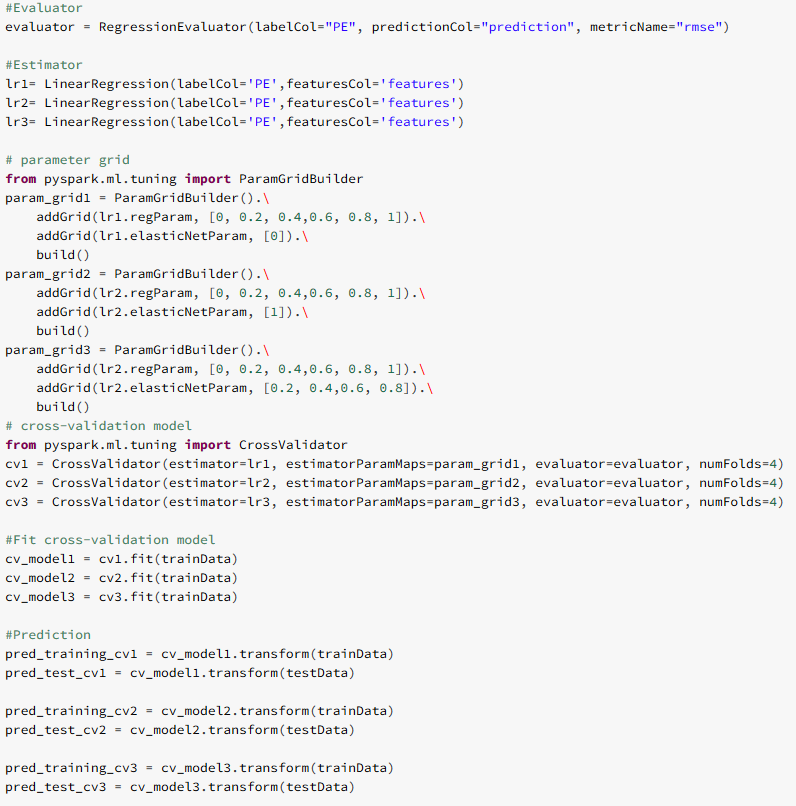 #Evaluator
evaluator = RegressionEvaluator(labelCol="PE", predictionCol="prediction", metricName="rmse")

#Estimator
lr1= LinearRegression(labelCol='PE',featuresCol='features')
lr2= LinearRegression(labelCol='PE',featuresCol='features')
lr3= LinearRegression(labelCol='PE',featuresCol='features')

# parameter grid
from pyspark.ml.tuning import ParamGridBuilder
param_grid1 = ParamGridBuilder().\
    addGrid(lr1.regParam, [0, 0.2, 0.4,0.6, 0.8, 1]).\
    addGrid(lr1.elasticNetParam, [0]).\
    build()
param_grid2 = ParamGridBuilder().\
    addGrid(lr2.regParam, [0, 0.2, 0.4,0.6, 0.8, 1]).\
    addGrid(lr2.elasticNetParam, [1]).\
    build()
param_grid3 = ParamGridBuilder().\
    addGrid(lr2.regParam, [0, 0.2, 0.4,0.6, 0.8, 1]).\
    addGrid(lr2.elasticNetParam, [0.2, 0.4,0.6, 0.8]).\
    build()
# cross-validation model
from pyspark.ml.tuning import CrossValidator
cv1 = CrossValidator(estimator=lr1, estimatorParamMaps=param_grid1, evaluator=evaluator, numFolds=4)
cv2 = CrossValidator(estimator=lr2, estimatorParamMaps=param_grid2, evaluator=evaluator, numFolds=4)
cv3 = CrossValidator(estimator=lr3, estimatorParamMaps=param_grid3, evaluator=evaluator, numFolds=4)

#Fit cross-validation model
cv_model1 = cv1.fit(trainData)
cv_model2 = cv2.fit(trainData)
cv_model3 = cv3.fit(trainData)

#Prediction
pred_training_cv1 = cv_model1.transform(trainData)
pred_test_cv1 = cv_model1.transform(testData)

pred_training_cv2 = cv_model2.transform(trainData)
pred_test_cv2 = cv_model2.transform(testData)

pred_training_cv3 = cv_model3.transform(trainData)
pred_test_cv3 = cv_model3.transform(testData)